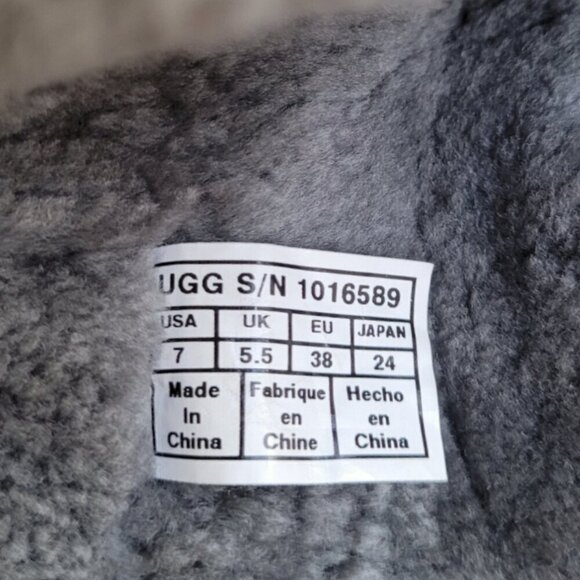 UGG S/N 1016589
USA UK EU JAPAN
7 5.5 38 24
Made Fabrique Hecho
In en en
China Chine China